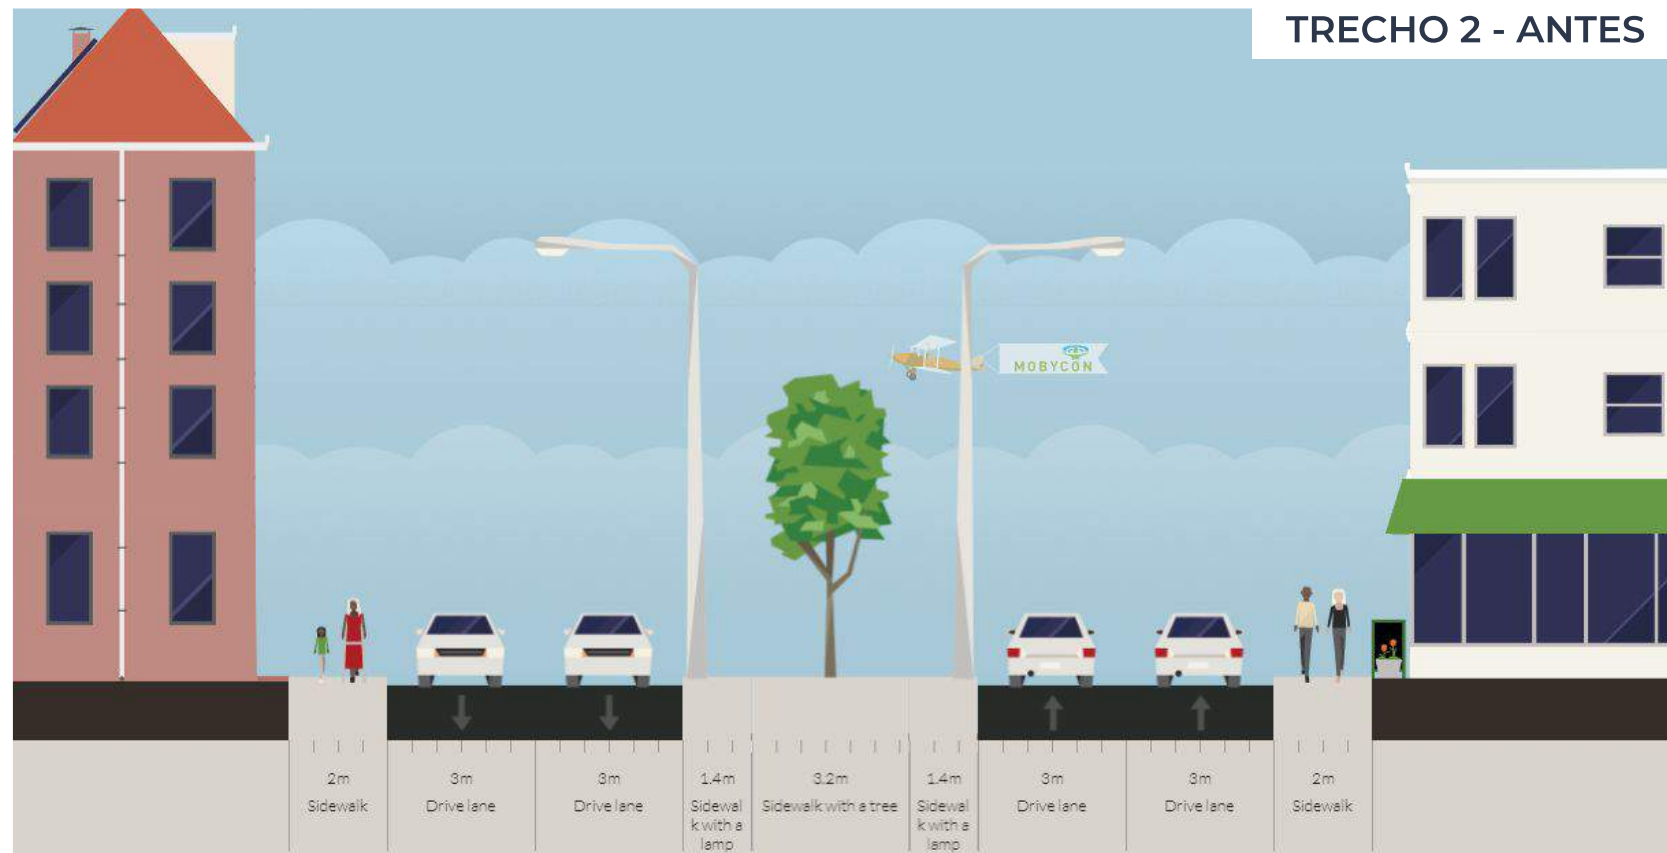 TRECHO 2 - ANTES
MOBYCON
2m
Sidewalk
3m
Drive lane
3m
Drive lane
1.4m
Sidewal
k with a
lamp
3.2m
Sidewalk with a tree
1.4m
Sidewal
k with a
lamp
3m
Drive lane
3m
Drive lane
2m
Sidewalk